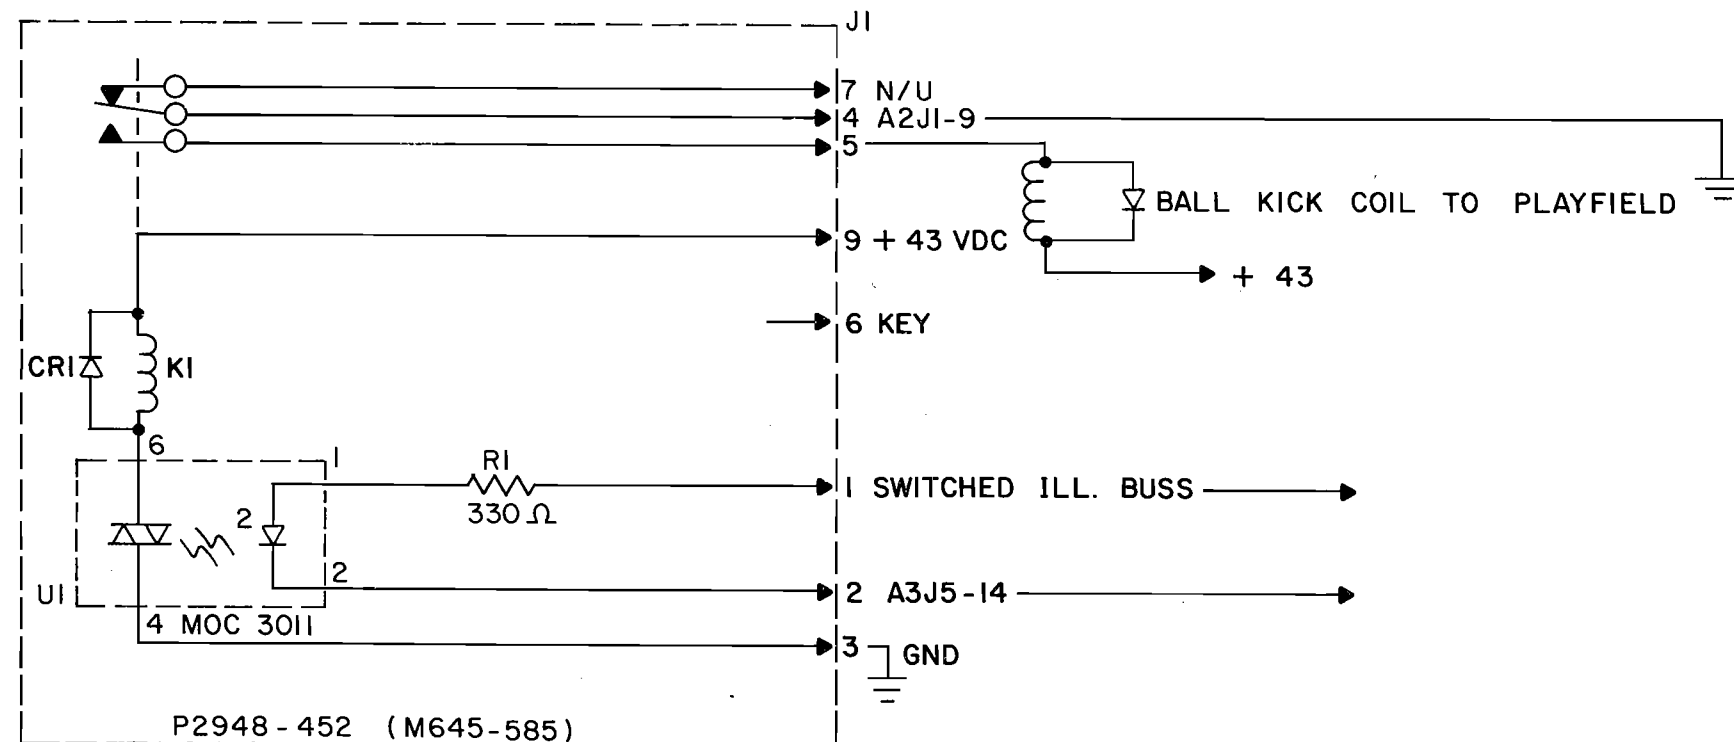 J1
7 N/U
4 A2J1-9
5
BALL KICK COIL TO PLAYFIELD
9 + 43 VDC
+ 43
6 KEY
CR1
K1
6
1
R1
330 Ω
1 SWITCHED ILL. BUSS
2
2
2 A3J5-14
U1
4 MOC 3011
3 GND
P2948-452 (M645-585)